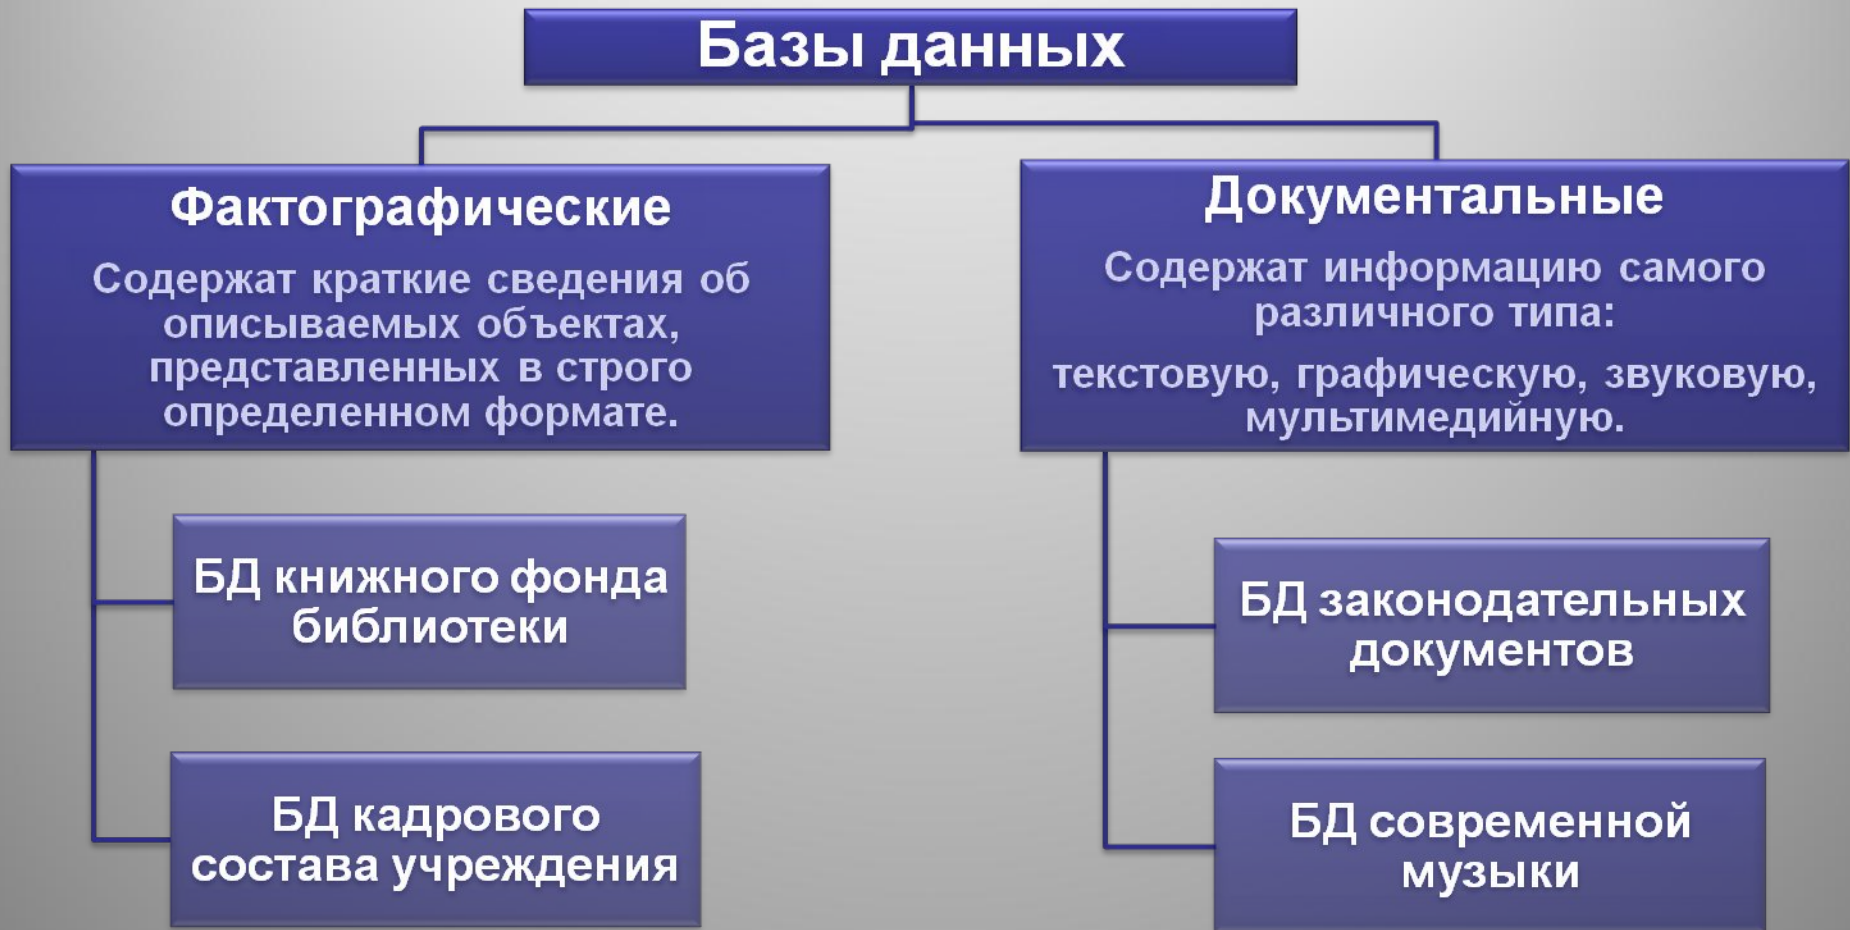 Базы данных
Фактографические
Содержат краткие сведения об
описываемых объектах,
представленных в строго
определенном формате.
БД книжного фонда
библиотеки
БД кадрового
состава учреждения
Документальные
Содержат информацию самого
различного типа:
текстовую, графическую, звуковую,
мультимедийную.
БД законодательных
документов
БД современной
музыки